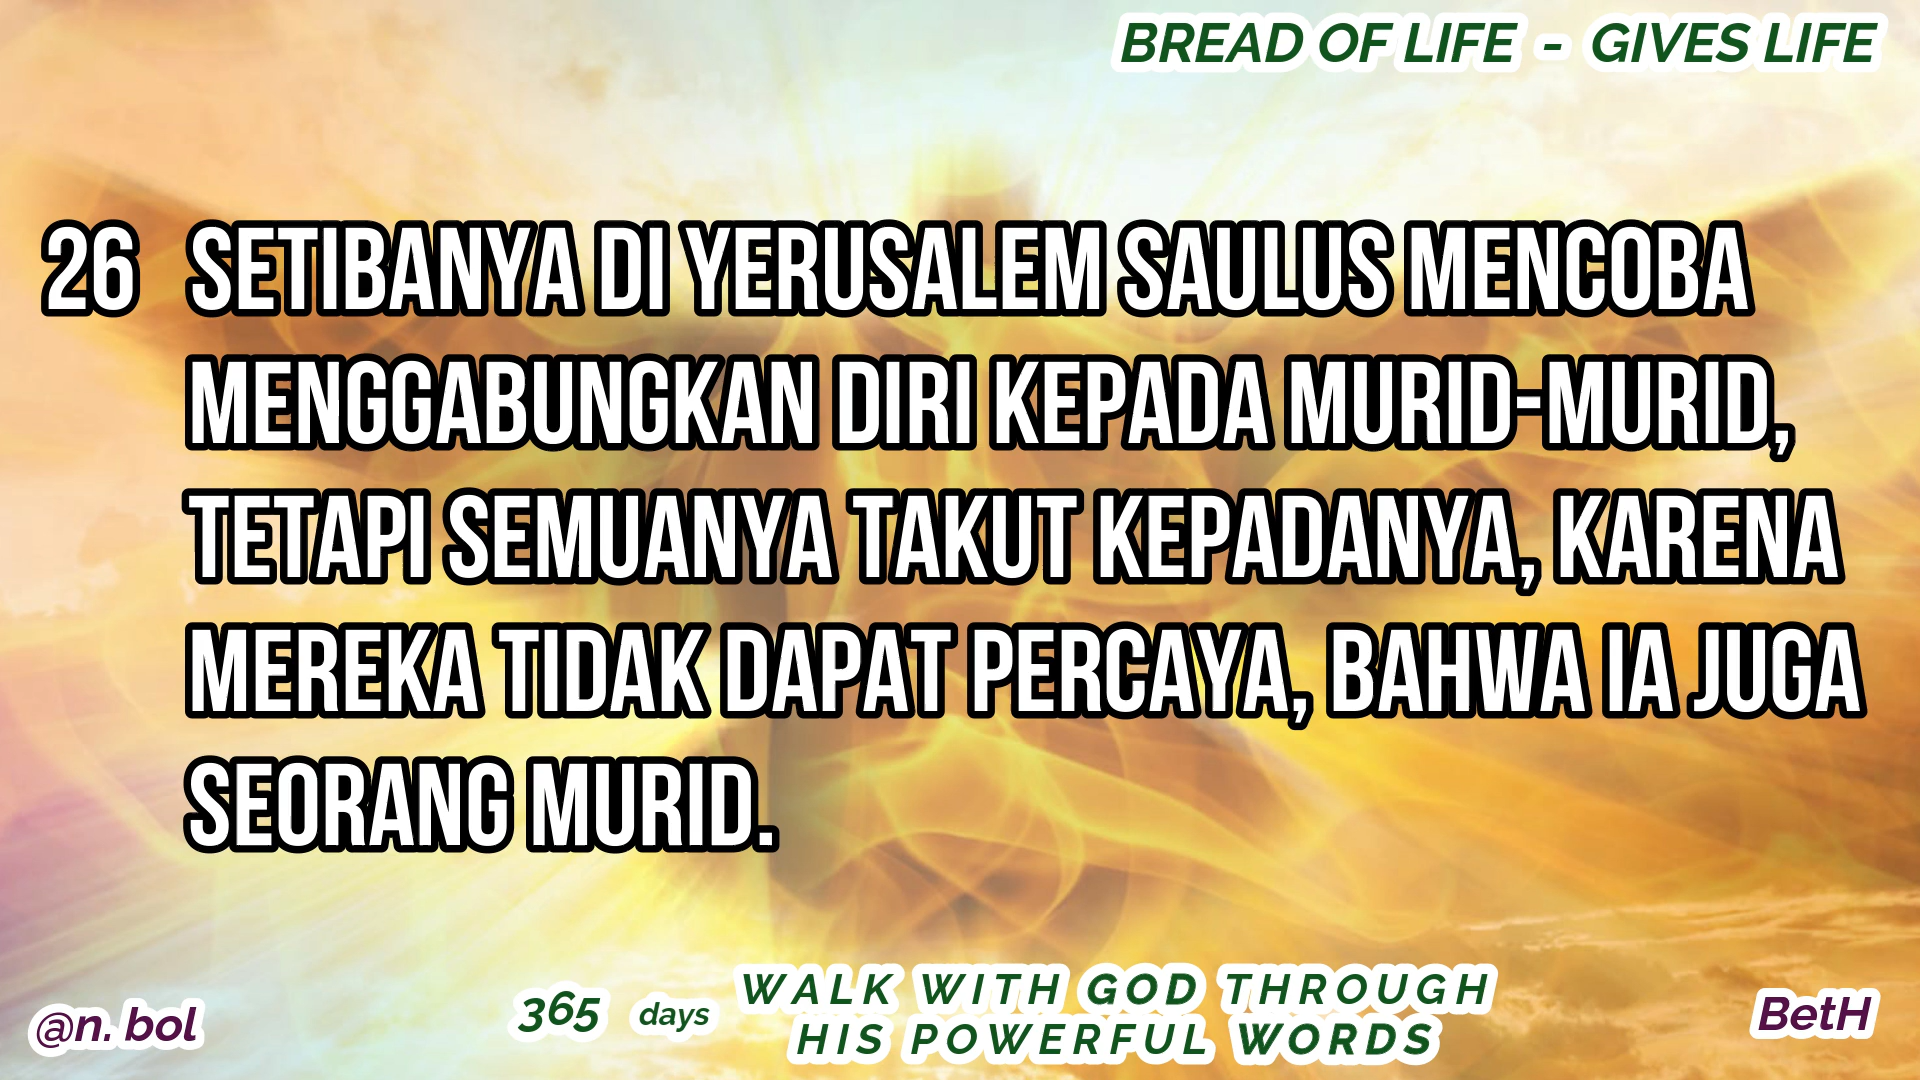 BREAD OF LIFE - GIVES LIFE
26 SETIBANYA DI YERUSALEM SAULUS MENCOBA
MENGGABUNGKAN DIRI KEPADA MURID-MURID,
TETAPI SEMUANYA TAKUT KEPADANYA, KARENA
MEREKA TIDAK DAPAT PERCAYA, BAHWA IA JUGA
SEORANG MURID.
@n. bol
365 days
WALK WITH GOD THROUGH
HIS POWERFUL WORDS
BetH